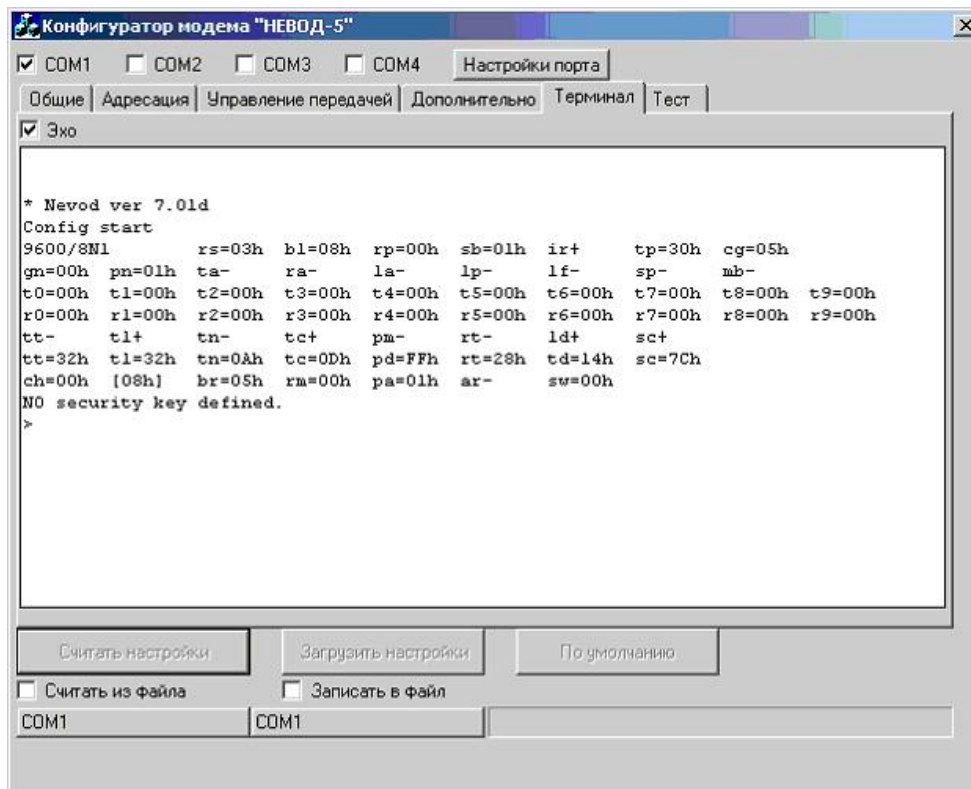 Конфигуратор модема "НЕВОД-5"
COM1 COM2 COM3 COM4 Настройки порта
Общие Адресация Управление передачей Дополнительно Терминал Тест
Эхо
* Nevod ver 7.01d
Config start
9600/8N1 rs=03h bl=08h rp=00h sb=01h ir+ tp=30h cg=05h
gn=00h pn=01h ta- ra- la- lp- lf- sp- mb-
t0=00h t1=00h t2=00h t3=00h t4=00h t5=00h t6=00h t7=00h t8=00h t9=00h
r0=00h r1=00h r2=00h r3=00h r4=00h r5=00h r6=00h r7=00h r8=00h r9=00h
tt- tl+ tn- tc+ pm- rt- ld+ sc+
tt=32h tl=32h tn=0Ah tc=0Dh pd=FFh rt=28h td=14h sc=7Ch
ch=00h [08h] br=05h rm=00h pa=01h ar- sw=00h
NO security key defined.
>
Считать настройки Загрузить настройки По умолчанию
Считать из файла Записать в файл
COM1 COM1